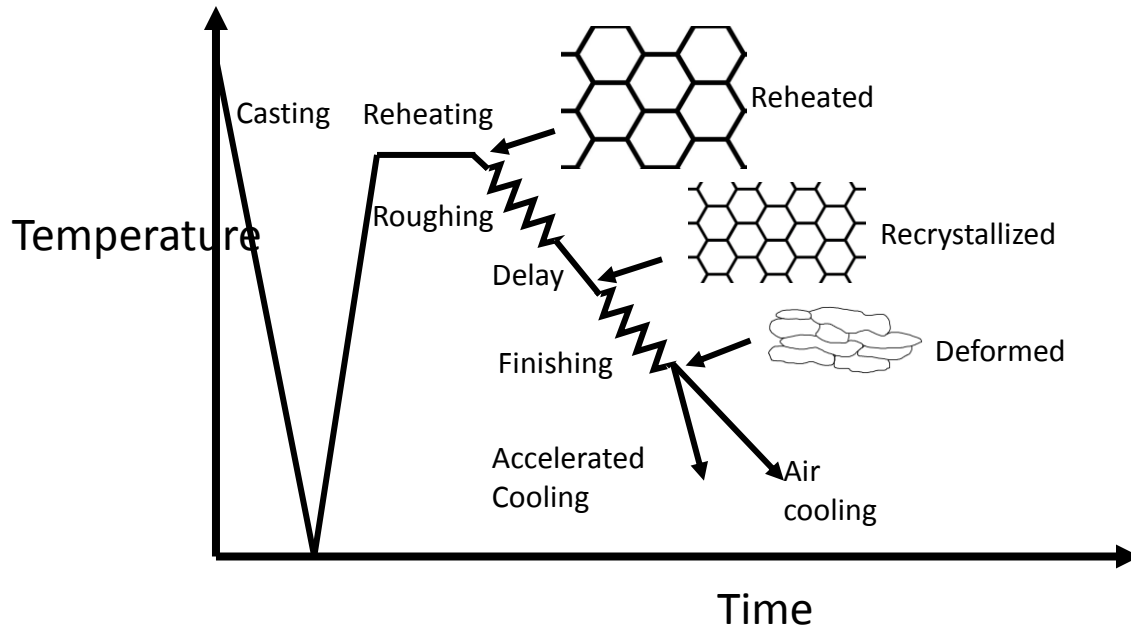 Casting
Reheating
Reheated
Roughing
Temperature
Recrystallized
Delay
Finishing
Deformed
Accelerated
Cooling
Air
cooling
Time